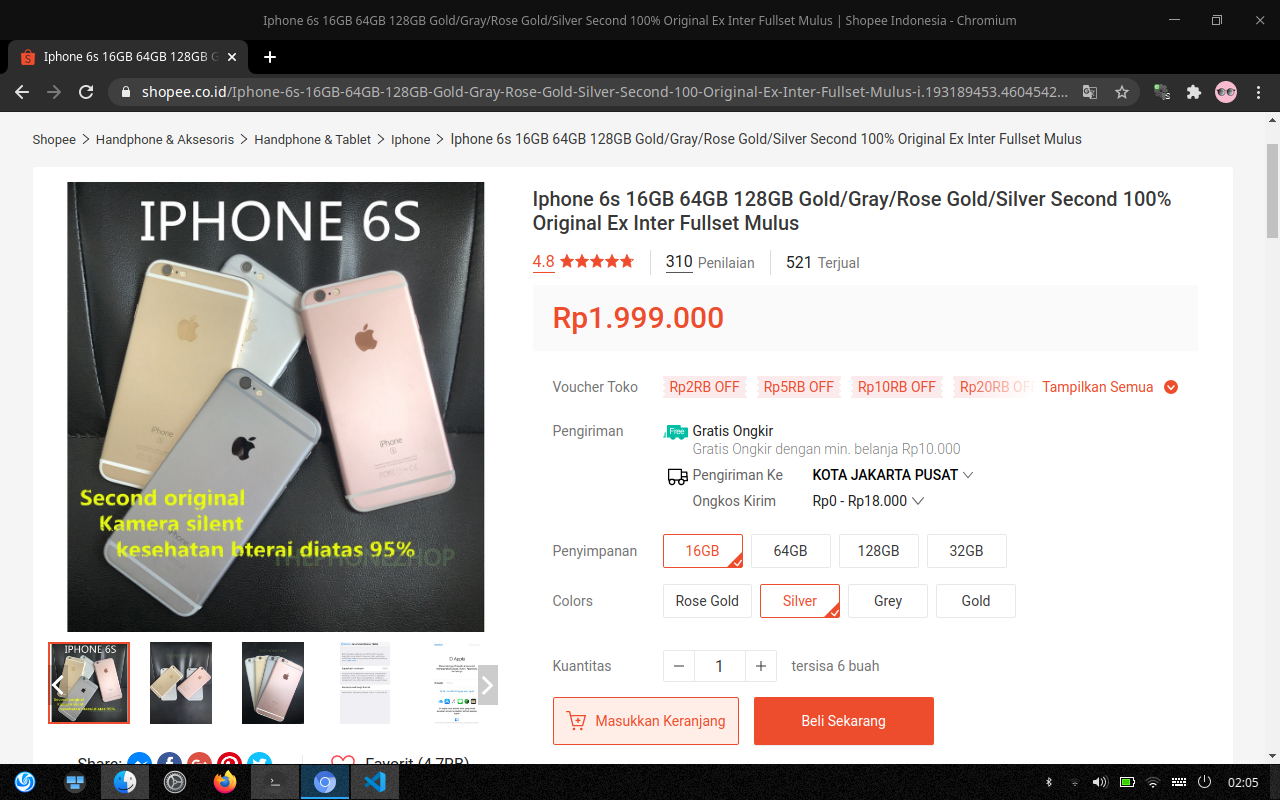 Iphone 6s 16GB 64GB 128GB Gold/Gray/Rose Gold/Silver Second 100% Original Ex Inter Fullset Mulus | Shopee Indonesia - Chromium
Iphone 6s 16GB 64GB 128GB G
shopee.co.id/Iphone-6s-16GB-64GB-128GB-Gold-Gray-Rose-Gold-Silver-Second-100-Original-Ex-Inter-Fullset-Mulus-i.193189453.4604542...
Shopee > Handphone & Aksesoris > Handphone & Tablet > Iphone > Iphone 6s 16GB 64GB 128GB Gold/Gray/Rose Gold/Silver Second 100% Original Ex Inter Fullset Mulus
IPHONE 6S
iPhone
iPhone
Second original
Kamera silent
kesehatan bterai diatas 95%
THEPHONEZHOP
IPHONE 6S
Share:
Favorit (4,7RB)
Iphone 6s 16GB 64GB 128GB Gold/Gray/Rose Gold/Silver Second 100%
Original Ex Inter Fullset Mulus
4.8
310 Penilaian
521 Terjual
Rp1.999.000
Voucher Toko Rp2RB OFF Rp5RB OFF Rp10RB OFF Rp20RB OFF Tampilkan Semua
Pengiriman Free Gratis Ongkir
Gratis Ongkir dengan min. belanja Rp10.000
Pengiriman Ke KOTA JAKARTA PUSAT
Ongkos Kirim Rp0 - Rp18.000
Penyimpanan 16GB 64GB 128GB 32GB
Colors Rose Gold Silver Grey Gold
Kuantitas 1 tersisa 6 buah
Masukkan Keranjang Beli Sekarang
02:05